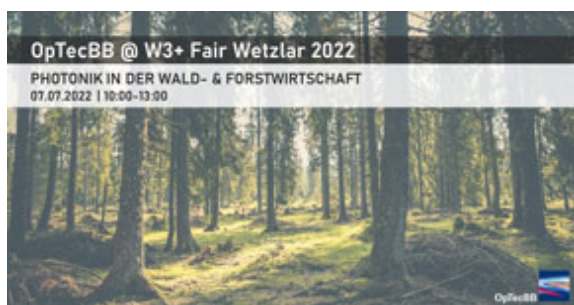 OpTecBB @ W3+ Fair Wetzlar 2022
PHOTONIK IN DER WALD- & FORSTWIRTSCHAFT
07.07.2022 | 10:00-13:00
OpTecBB